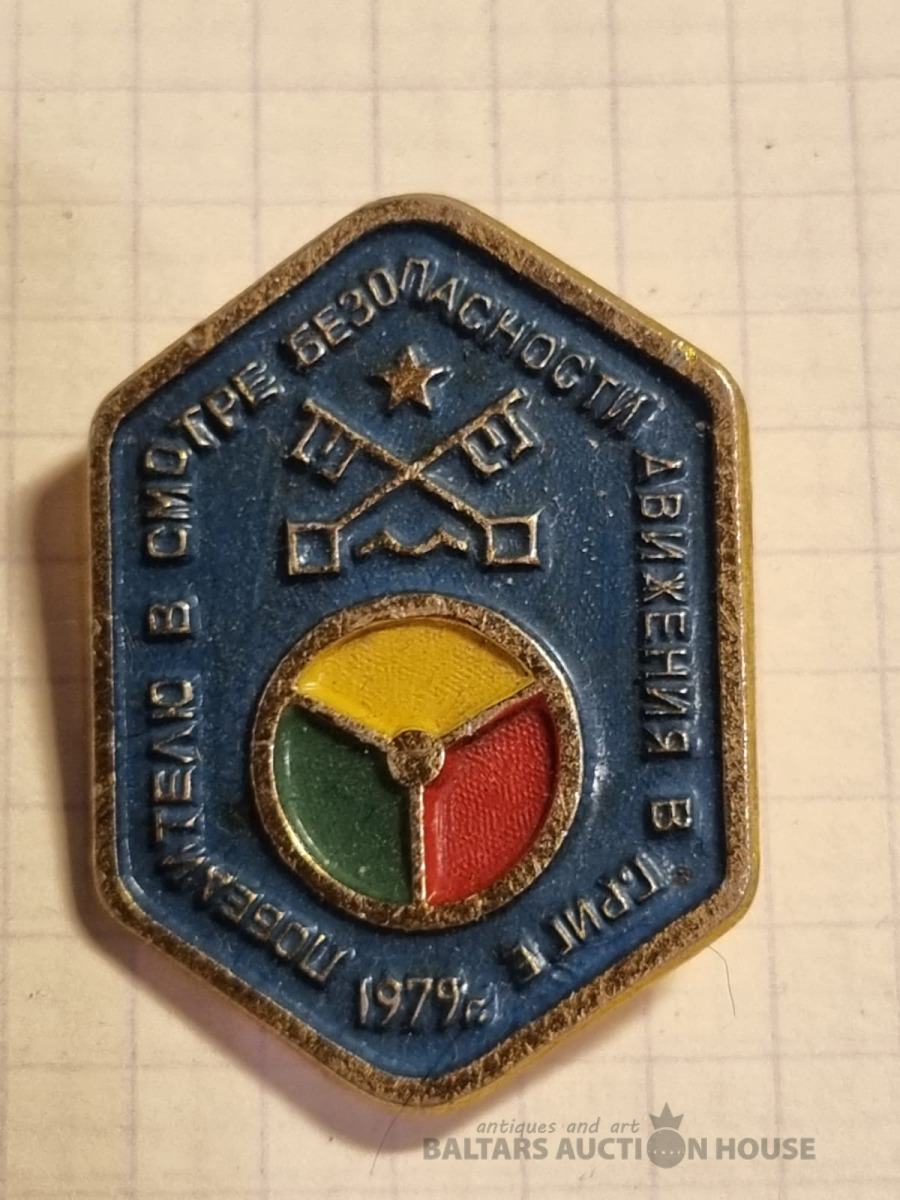 ПОБЕДИТЕЛЮ В СМОТРЕ БЕЗОПАСНОСТИ ДВИЖЕНИЯ В Г.РИГЕ
1979г.
antiques and art
BALTARS AUCTION HOUSE